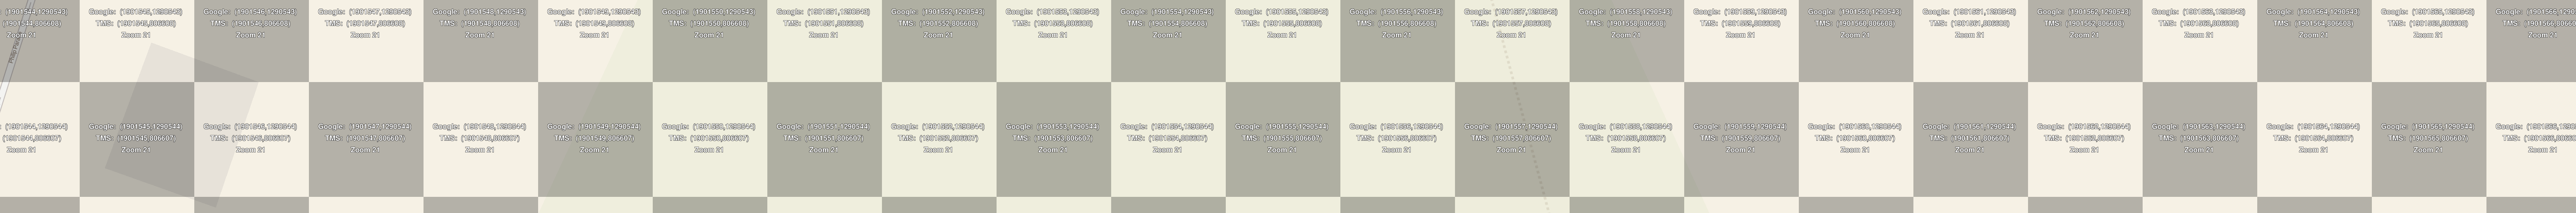 : (1901544,1290543)
(1901544,806608)
Zoom 21
Google: (1901545,1290543)
TMS: (1901545,806608)
Zoom 21
Google: (1901546,1290543)
TMS: (1901546,806608)
Zoom 21
Google: (1901547,1290543)
TMS: (1901547,806608)
Zoom 21
Google: (1901548,1290543)
TMS: (1901548,806608)
Zoom 21
Google: (1901549,1290543)
TMS: (1901549,806608)
Zoom 21
Google: (1901550,1290543)
TMS: (1901550,806608)
Zoom 21
Google: (1901551,1290543)
TMS: (1901551,806608)
Zoom 21
Google: (1901552,1290543)
TMS: (1901552,806608)
Zoom 21
Google: (1901553,1290543)
TMS: (1901553,806608)
Zoom 21
Google: (1901554,1290543)
TMS: (1901554,806608)
Zoom 21
Google: (1901555,1290543)
TMS: (1901555,806608)
Zoom 21
Google: (1901556,1290543)
TMS: (1901556,806608)
Zoom 21
Google: (1901557,1290543)
TMS: (1901557,806608)
Zoom 21
Google: (1901558,1290543)
TMS: (1901558,806608)
Zoom 21
Google: (1901559,1290543)
TMS: (1901559,806608)
Zoom 21
Google: (1901560,1290543)
TMS: (1901560,806608)
Zoom 21
Google: (1901561,1290543)
TMS: (1901561,806608)
Zoom 21
Google: (1901562,1290543)
TMS: (1901562,806608)
Zoom 21
Google: (1901563,1290543)
TMS: (1901563,806608)
Zoom 21
Google: (1901564,1290543)
TMS: (1901564,806608)
Zoom 21
Google: (1901565,1290543)
TMS: (1901565,806608)
Zoom 21
Google: (1901566,1290
TMS: (1901566,8066
Zoom 21
: (1901544,1290544)
(1901544,806607)
Zoom 21
Google: (1901545,1290544)
TMS: (1901545,806607)
Zoom 21
Google: (1901546,1290544)
TMS: (1901546,806607)
Zoom 21
Google: (1901547,1290544)
TMS: (1901547,806607)
Zoom 21
Google: (1901548,1290544)
TMS: (1901548,806607)
Zoom 21
Google: (1901549,1290544)
TMS: (1901549,806607)
Zoom 21
Google: (1901550,1290544)
TMS: (1901550,806607)
Zoom 21
Google: (1901551,1290544)
TMS: (1901551,806607)
Zoom 21
Google: (1901552,1290544)
TMS: (1901552,806607)
Zoom 21
Google: (1901553,1290544)
TMS: (1901553,806607)
Zoom 21
Google: (1901554,1290544)
TMS: (1901554,806607)
Zoom 21
Google: (1901555,1290544)
TMS: (1901555,806607)
Zoom 21
Google: (1901556,1290544)
TMS: (1901556,806607)
Zoom 21
Google: (1901557,1290544)
TMS: (1901557,806607)
Zoom 21
Google: (1901558,1290544)
TMS: (1901558,806607)
Zoom 21
Google: (1901559,1290544)
TMS: (1901559,806607)
Zoom 21
Google: (1901560,1290544)
TMS: (1901560,806607)
Zoom 21
Google: (1901561,1290544)
TMS: (1901561,806607)
Zoom 21
Google: (1901562,1290544)
TMS: (1901562,806607)
Zoom 21
Google: (1901563,1290544)
TMS: (1901563,806607)
Zoom 21
Google: (1901564,1290544)
TMS: (1901564,806607)
Zoom 21
Google: (1901565,1290544)
TMS: (1901565,806607)
Zoom 21
Google: (1901566,1290
TMS: (1901566,8066
Zoom 21